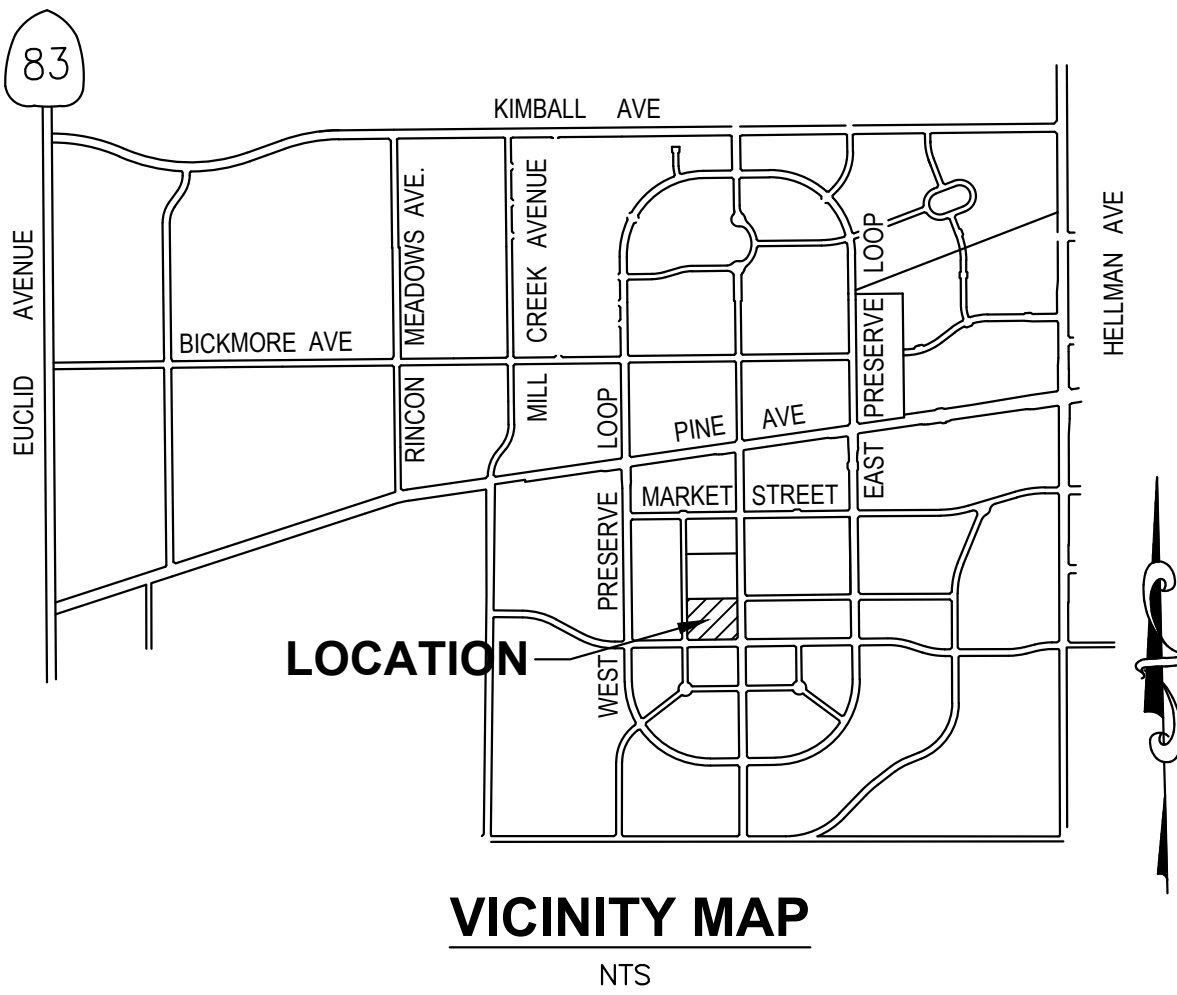 83
KIMBALL AVE
EUCLID AVENUE
BICKMORE AVE
RINCON MEADOWS AVE.
MILL CREEK AVENUE
WEST PRESERVE LOOP
PINE AVE
MARKET STREET
EAST PRESERVE LOOP
HELLMAN AVE
LOCATION
VICINITY MAP
NTS